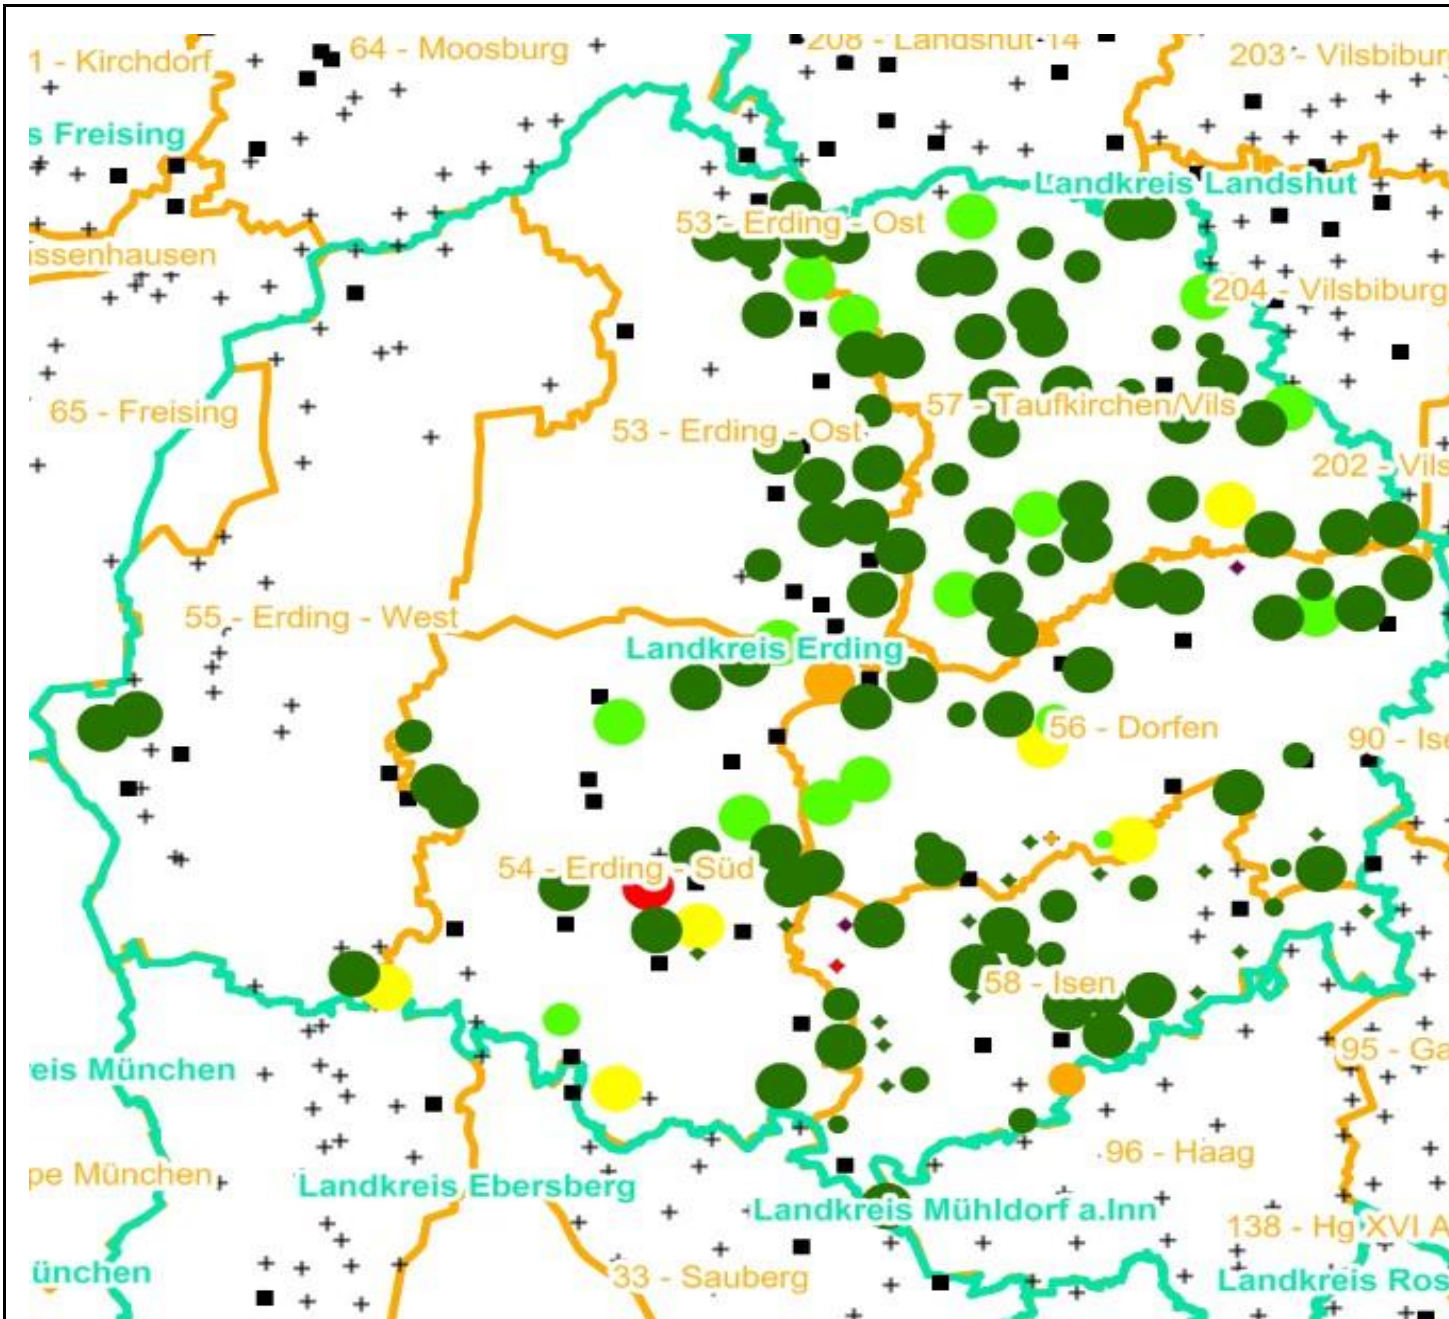 64 - Moosburg
208 - Landshut 14
203 - Vilsbiburg
1 - Kirchdorf
s Freising
Landkreis Landshut
53 - Erding - Ost
issenhausen
204 - Vilsbiburg
65 - Freising
57 - Taufkirchen/Vils
53 - Erding - Ost
202 - Vils
55 - Erding - West
Landkreis Erding
56 - Dorfen
90 - Ise
54 - Erding - Süd
58 - Isen
95 - Ga
eis München
96 - Haag
pe München
Landkreis Ebersberg
Landkreis Mühldorf a.Inn
138 - Hg XVI A
ünchen
33 - Sauberg
Landkreis Ros